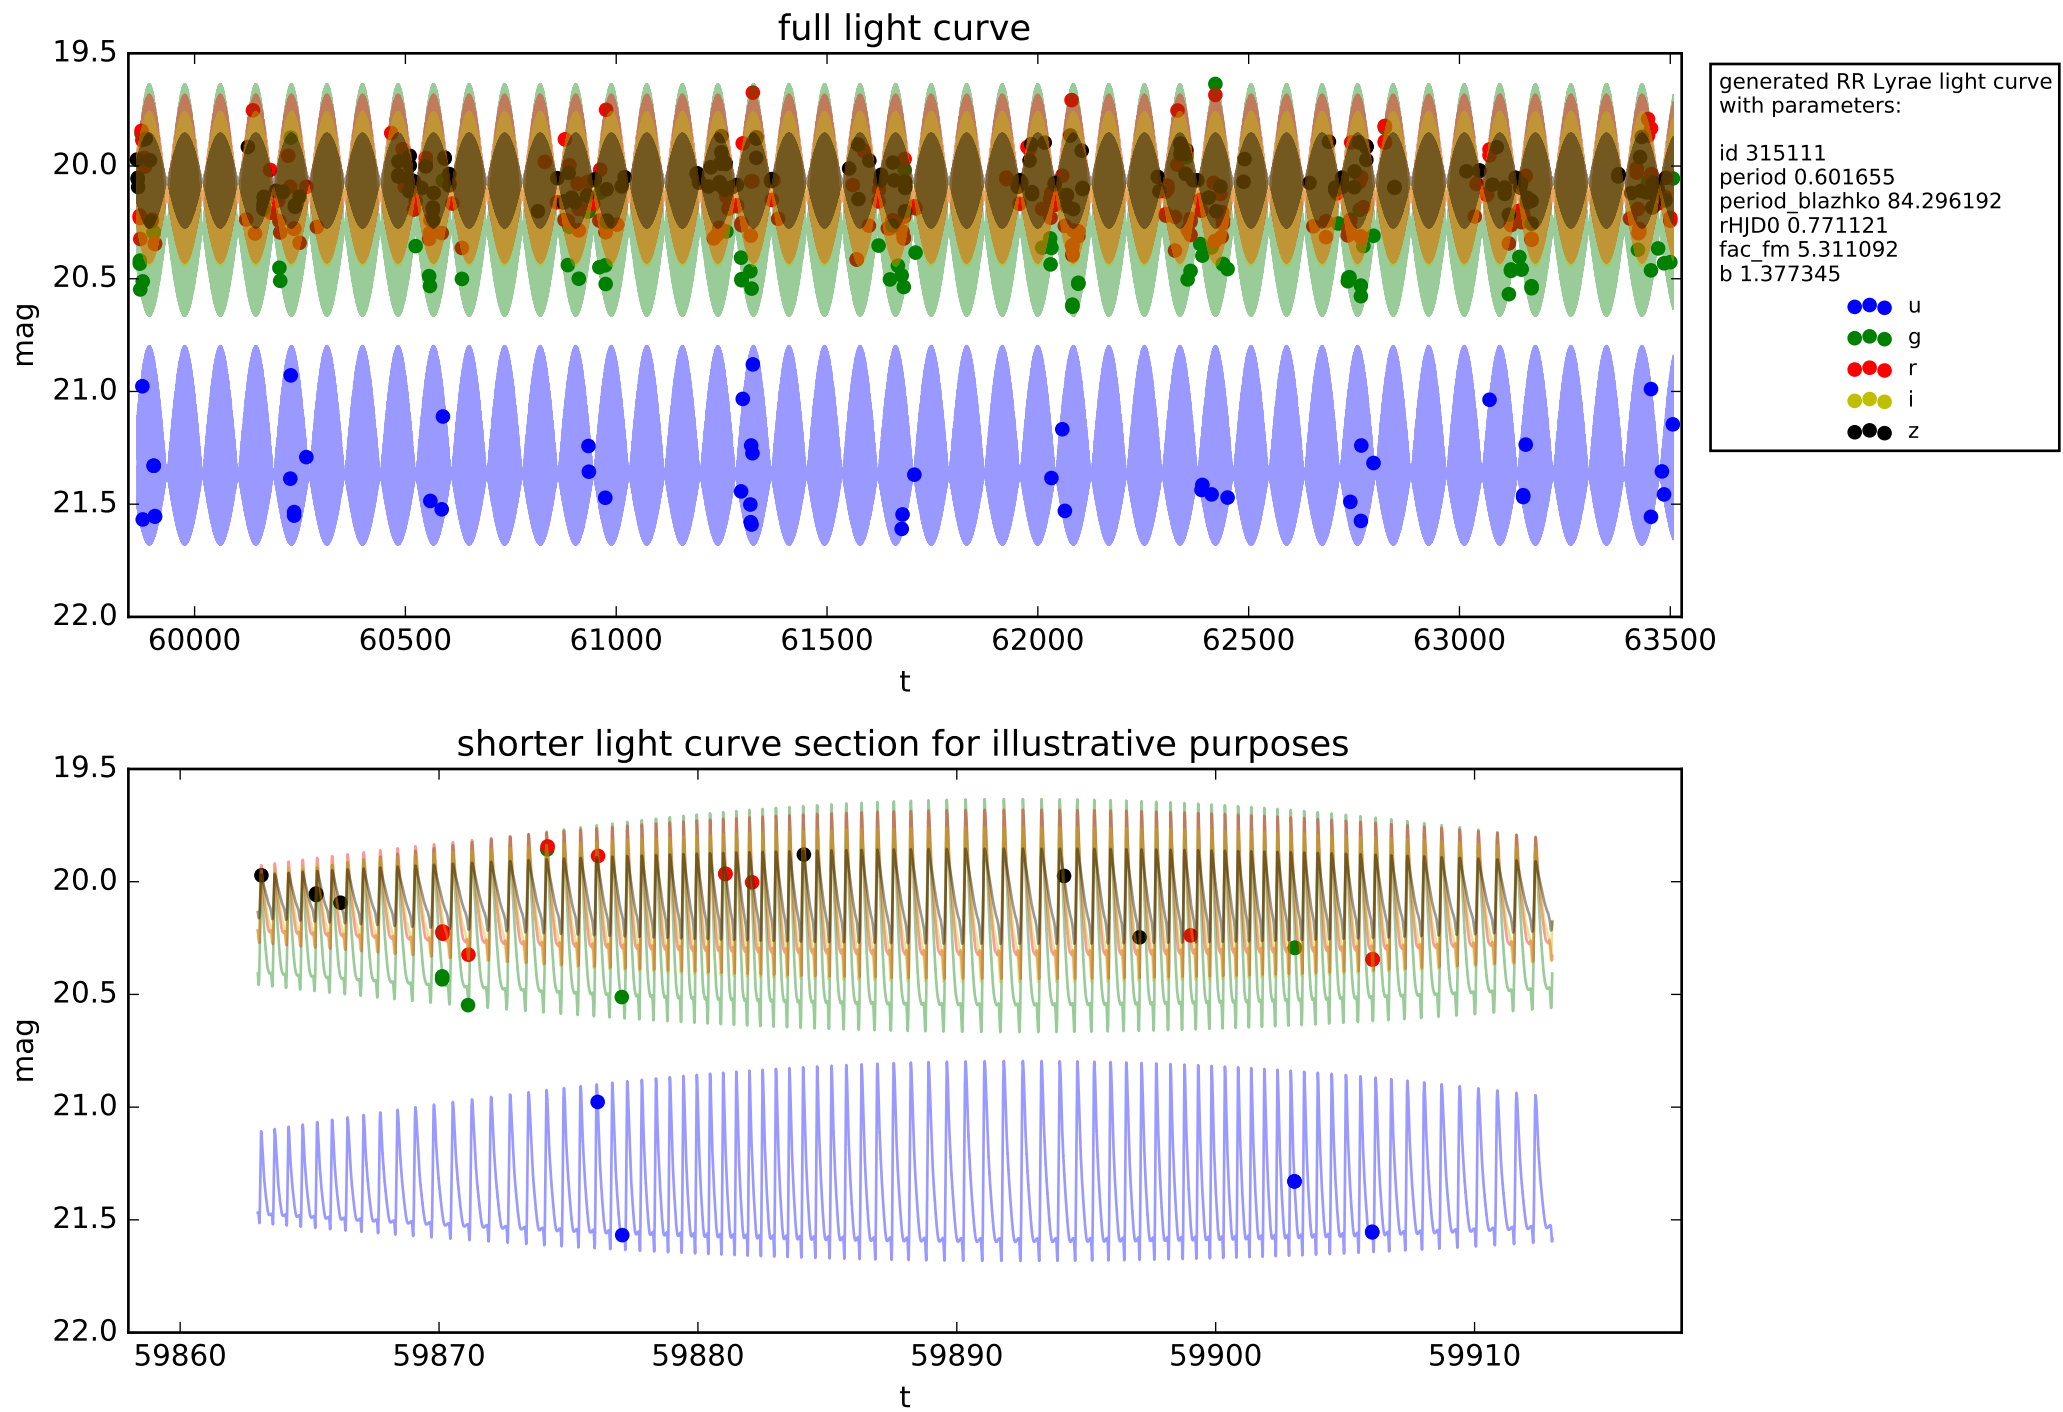 full light curve
19.5
20.0
20.5
21.0
21.5
22.0
mag
60000 60500 61000 61500 62000 62500 63000 63500
t
generated RR Lyrae light curve
with parameters:
id 315111
period 0.601655
period_blazhko 84.296192
rHJD0 0.771121
fac_fm 5.311092
b 1.377345
u
g
r
i
z
shorter light curve section for illustrative purposes
19.5
20.0
20.5
21.0
21.5
22.0
mag
59860 59870 59880 59890 59900 59910
t